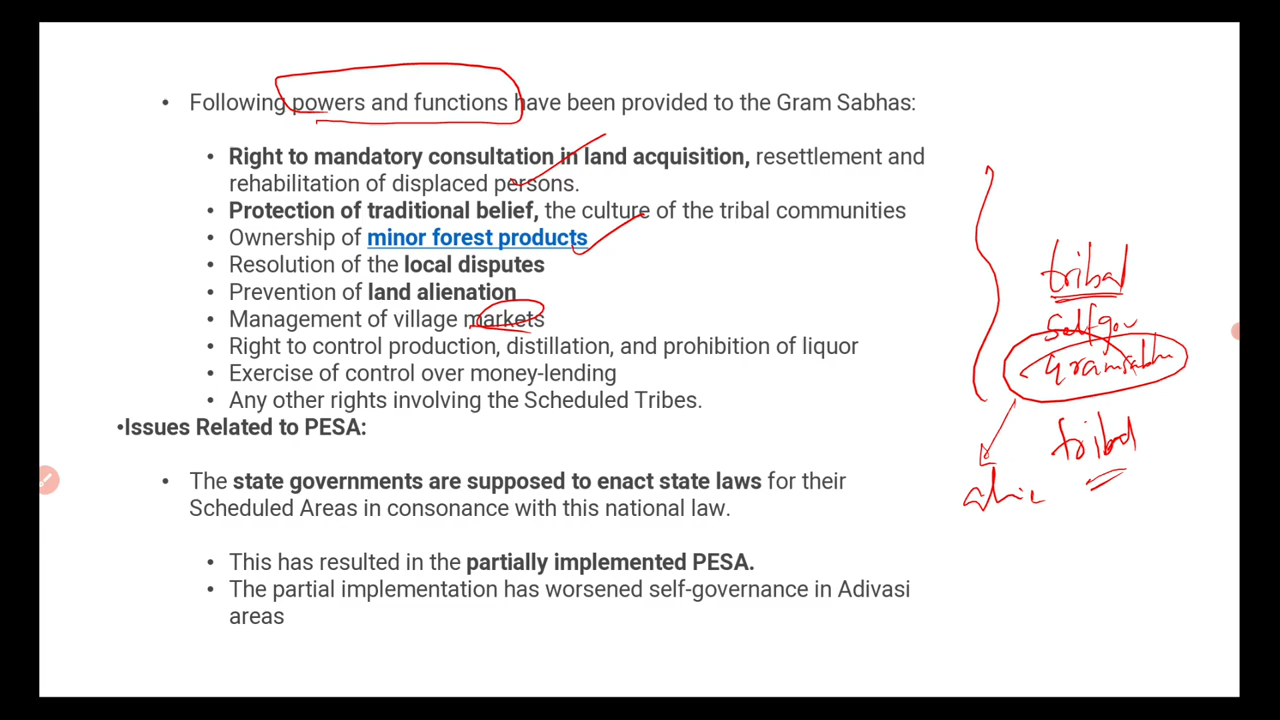 • Following powers and functions have been provided to the Gram Sabhas:
• Right to mandatory consultation in land acquisition, resettlement and
rehabilitation of displaced persons.
• Protection of traditional belief, the culture of the tribal communities
• Ownership of minor forest products
• Resolution of the local disputes
• Prevention of land alienation
• Management of village markets
• Right to control production, distillation, and prohibition of liquor
• Exercise of control over money-lending
• Any other rights involving the Scheduled Tribes.
•Issues Related to PESA:
• The state governments are supposed to enact state laws for their
Scheduled Areas in consonance with this national law.
• This has resulted in the partially implemented PESA.
• The partial implementation has worsened self-governance in Adivasi
areas
tribal
self gov
gramsabha
tribal